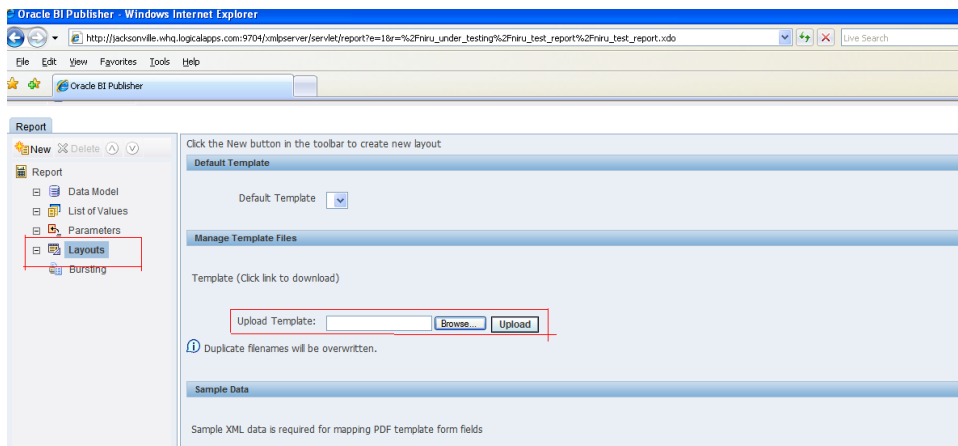 Oracle BI Publisher - Windows Internet Explorer
http://jacksonville.whq.logicalapps.com:9704/xmlpserver/servlet/report?e=1&r=%2Fniru_under_testing%2Fniru_test_report%2Fniru_test_report.xdo
Live Search
File Edit View Favorites Tools Help
Oracle BI Publisher
Report
New Delete
Click the New button in the toolbar to create new layout
Default Template
Report
Data Model
Default Template
List of Values
Parameters
Manage Template Files
Layouts
Bursting
Template (Click link to download)
Upload Template: Browse... Upload
Duplicate filenames will be overwritten.
Sample Data
Sample XML data is required for mapping PDF template form fields